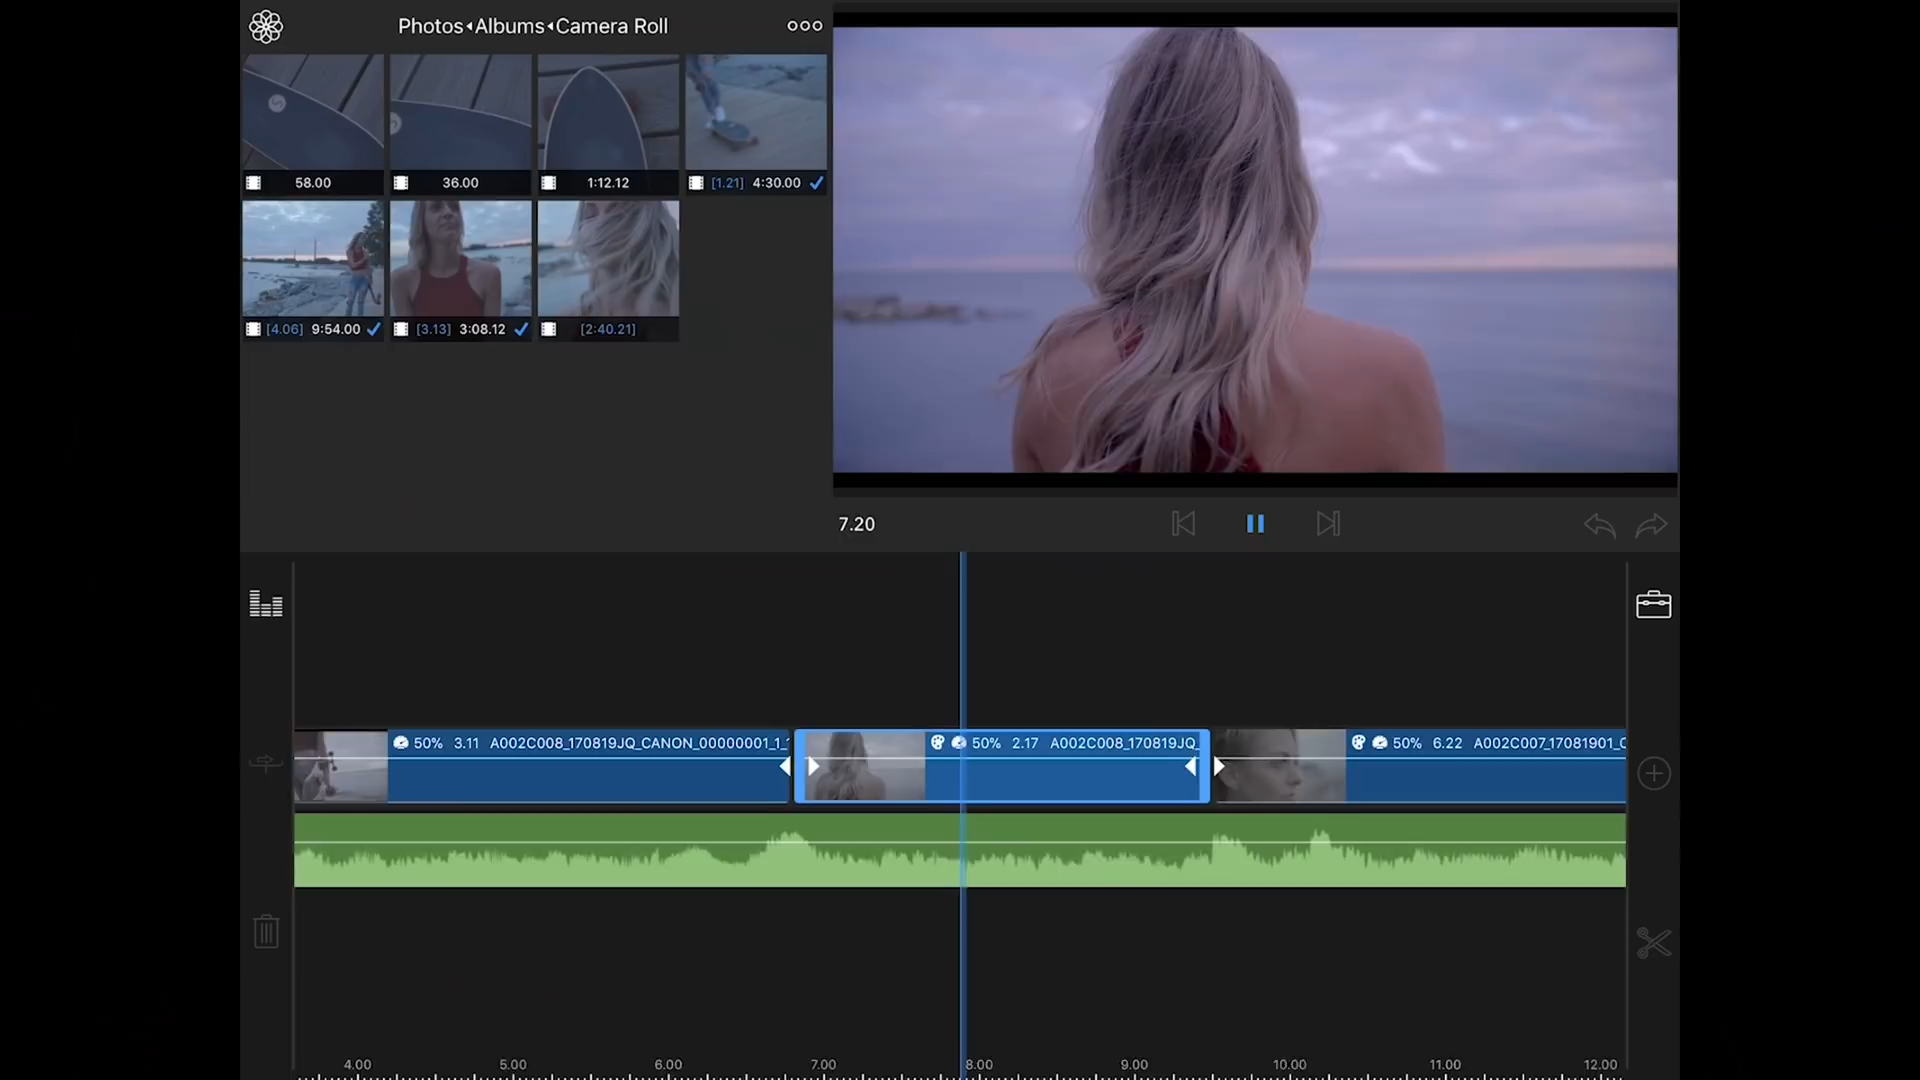 Photos◂Albums◂Camera Roll
58.00
36.00
1:12.12
[1.21] 4:30.00
[4.06] 9:54.00
[3.13] 3:08.12
[2:40.21]
7.20
50% 3.11 A002C008_170819JQ_CANON_00000001_1_
50% 2.17 A002C008_170819JQ_
50% 6.22 A002C007_17081901_C
4.00 5.00 6.00 7.00 8.00 9.00 10.00 11.00 12.00